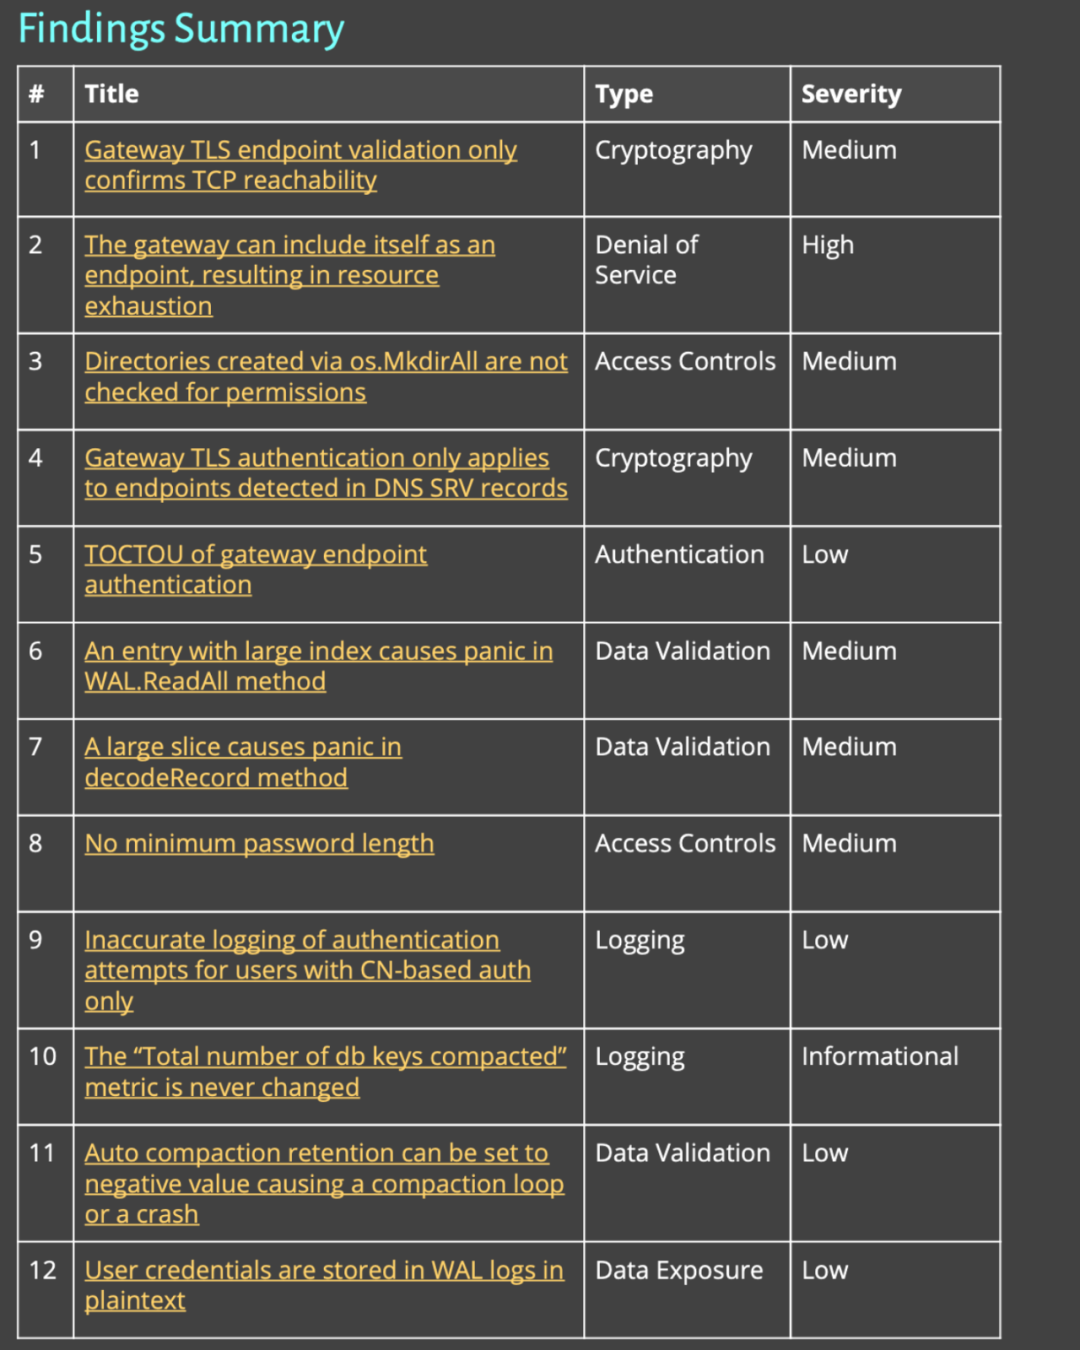 Findings Summary
# Title Type Severity
1 Gateway TLS endpoint validation only Cryptography Medium
confirms TCP reachability
2 The gateway can include itself as an Denial of High
endpoint, resulting in resource Service
exhaustion
3 Directories created via os.MkdirAll are not Access Controls Medium
checked for permissions
4 Gateway TLS authentication only applies Cryptography Medium
to endpoints detected in DNS SRV records
5 TOCTOU of gateway endpoint Authentication Low
authentication
6 An entry with large index causes panic in Data Validation Medium
WAL.ReadAll method
7 A large slice causes panic in Data Validation Medium
decodeRecord method
8 No minimum password length Access Controls Medium
9 Inaccurate logging of authentication Logging Low
attempts for users with CN-based auth
only
10 The “Total number of db keys compacted” Logging Informational
metric is never changed
11 Auto compaction retention can be set to Data Validation Low
negative value causing a compaction loop
or a crash
12 User credentials are stored in WAL logs in Data Exposure Low
plaintext